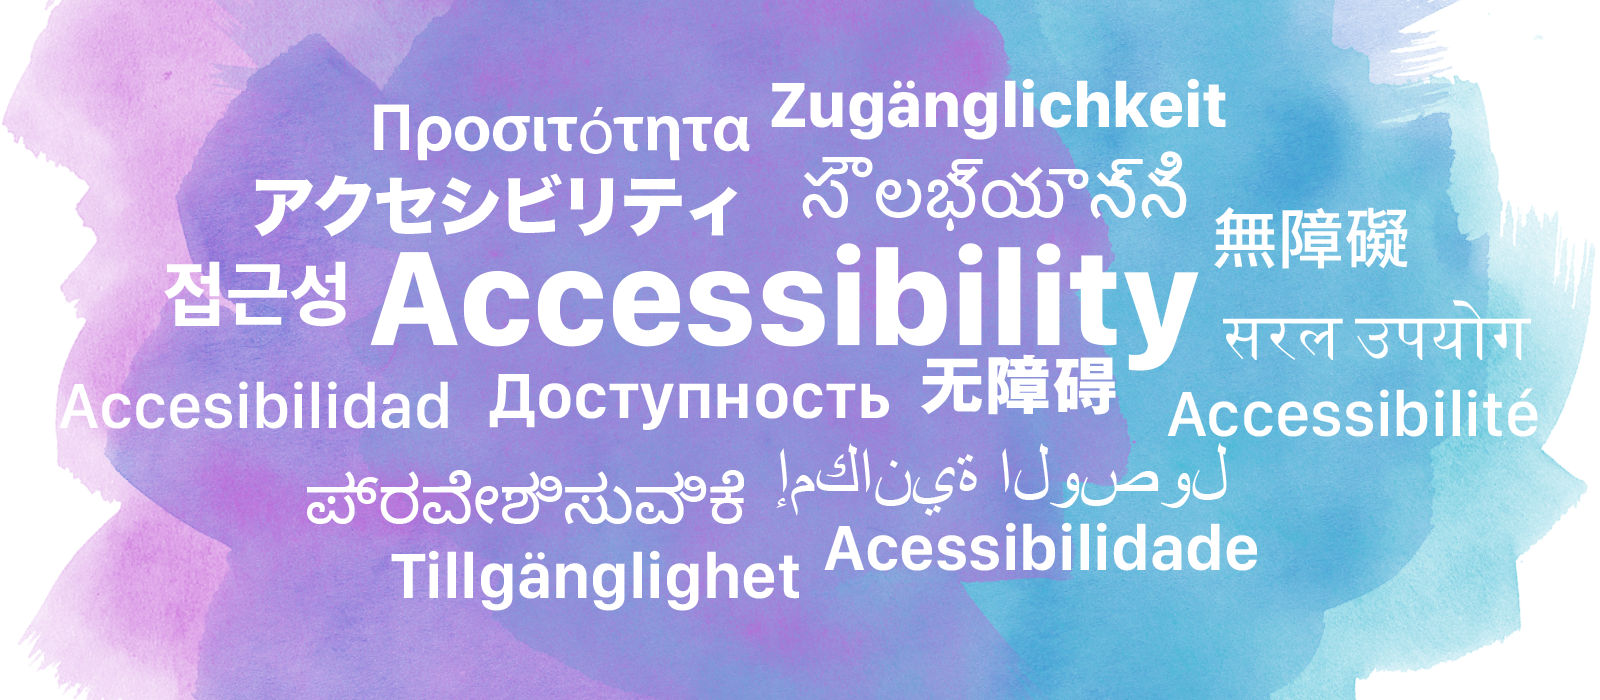 Zugänglichkeit
Προσιτότητα
アクセシビリティ
సౌలభ్యాన్ని
無障礙
접근성
Accessibility
सरल उपयोग
Accesibilidad
Доступность
无障碍
Accessibilité
ಪ್ರವೇಶಿಸುವಿಕೆ
إمكانية الوصول
Tillgänglighet
Acessibilidade